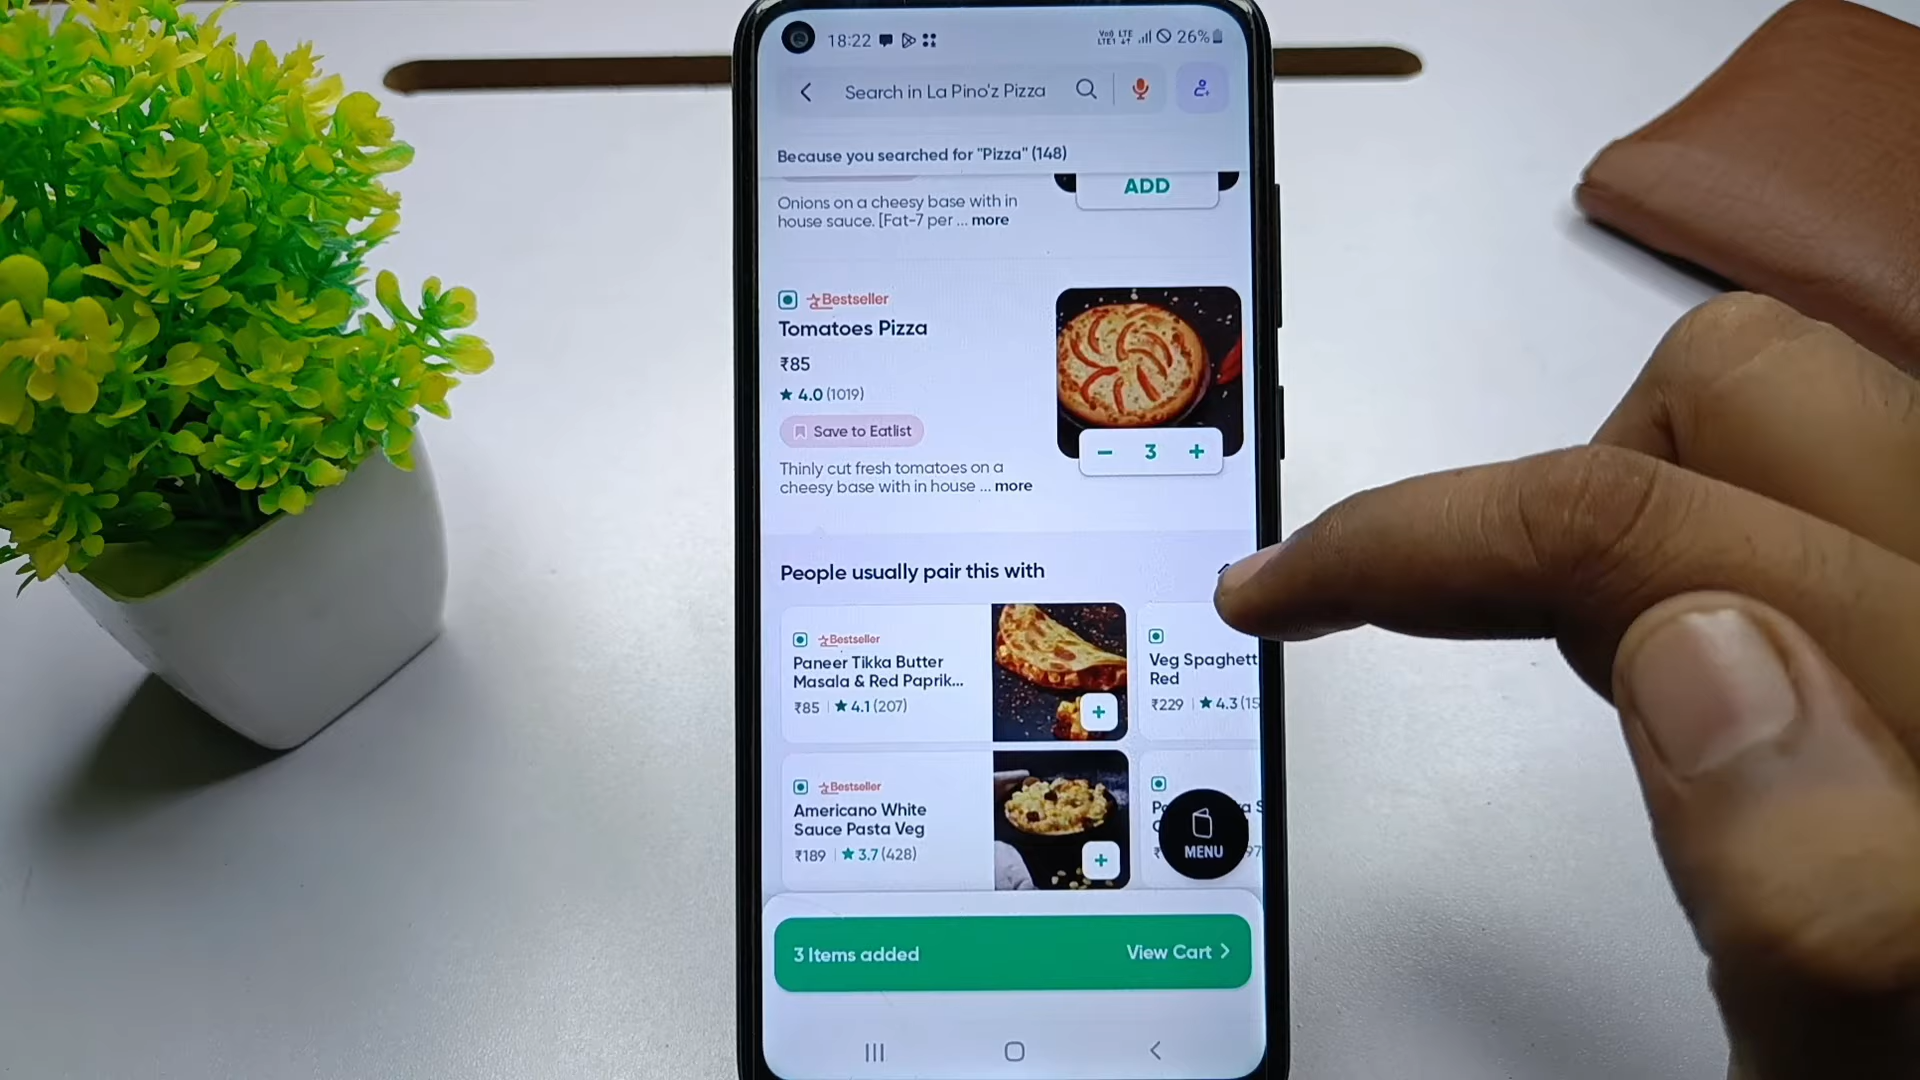 18:22
Vo) LTE
LTE1
26%
Search in La Pino'z Pizza
Because you searched for "Pizza" (148)
ADD
Onions on a cheesy base with in
house sauce. [Fat-7 per ... more
Bestseller
Tomatoes Pizza
₹85
4.0 (1019)
Save to Eatlist
Thinly cut fresh tomatoes on a
cheesy base with in house ... more
− 3 +
People usually pair this with
Bestseller
Paneer Tikka Butter
Masala & Red Paprik...
₹85 | 4.1 (207)
+
Veg Spaghett
Red
₹229 | 4.3 (15
Bestseller
Americano White
Sauce Pasta Veg
₹189 | 3.7 (428)
+
MENU
3 Items added
View Cart >